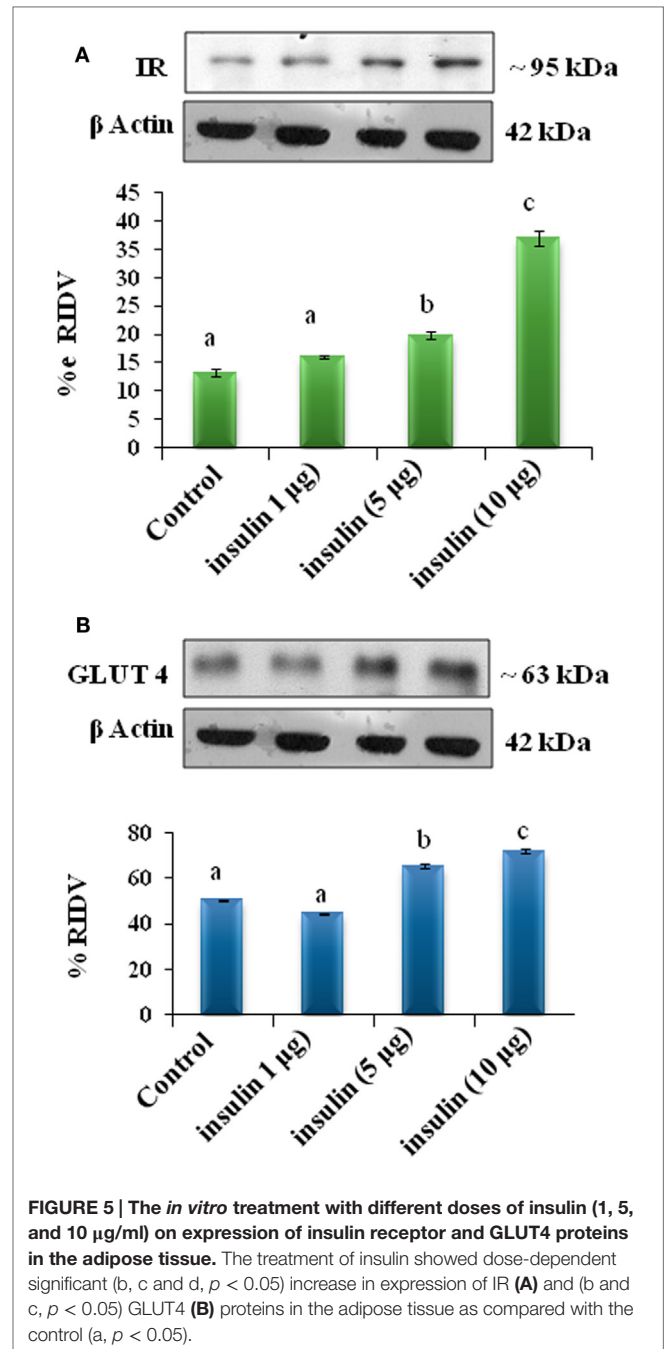 A
IR
~ 95 kDa
β Actin
42 kDa
45
40
35
30
25
20
15
10
5
0
%e RIDV
a
a
b
c
Control
insulin 1 µg)
insulin (5 µg)
insulin (10 µg)
B
GLUT 4
~ 63 kDa
β Actin
42 kDa
80
60
40
20
0
% RIDV
a
a
b
c
Control
insulin 1 µg)
insulin (5 µg)
insulin (10 µg)
FIGURE 5 | The in vitro treatment with different doses of insulin (1, 5,
and 10 µg/ml) on expression of insulin receptor and GLUT4 proteins
in the adipose tissue. The treatment of insulin showed dose-dependent
significant (b, c and d, p < 0.05) increase in expression of IR (A) and (b and
c, p < 0.05) GLUT4 (B) proteins in the adipose tissue as compared with the
control (a, p < 0.05).